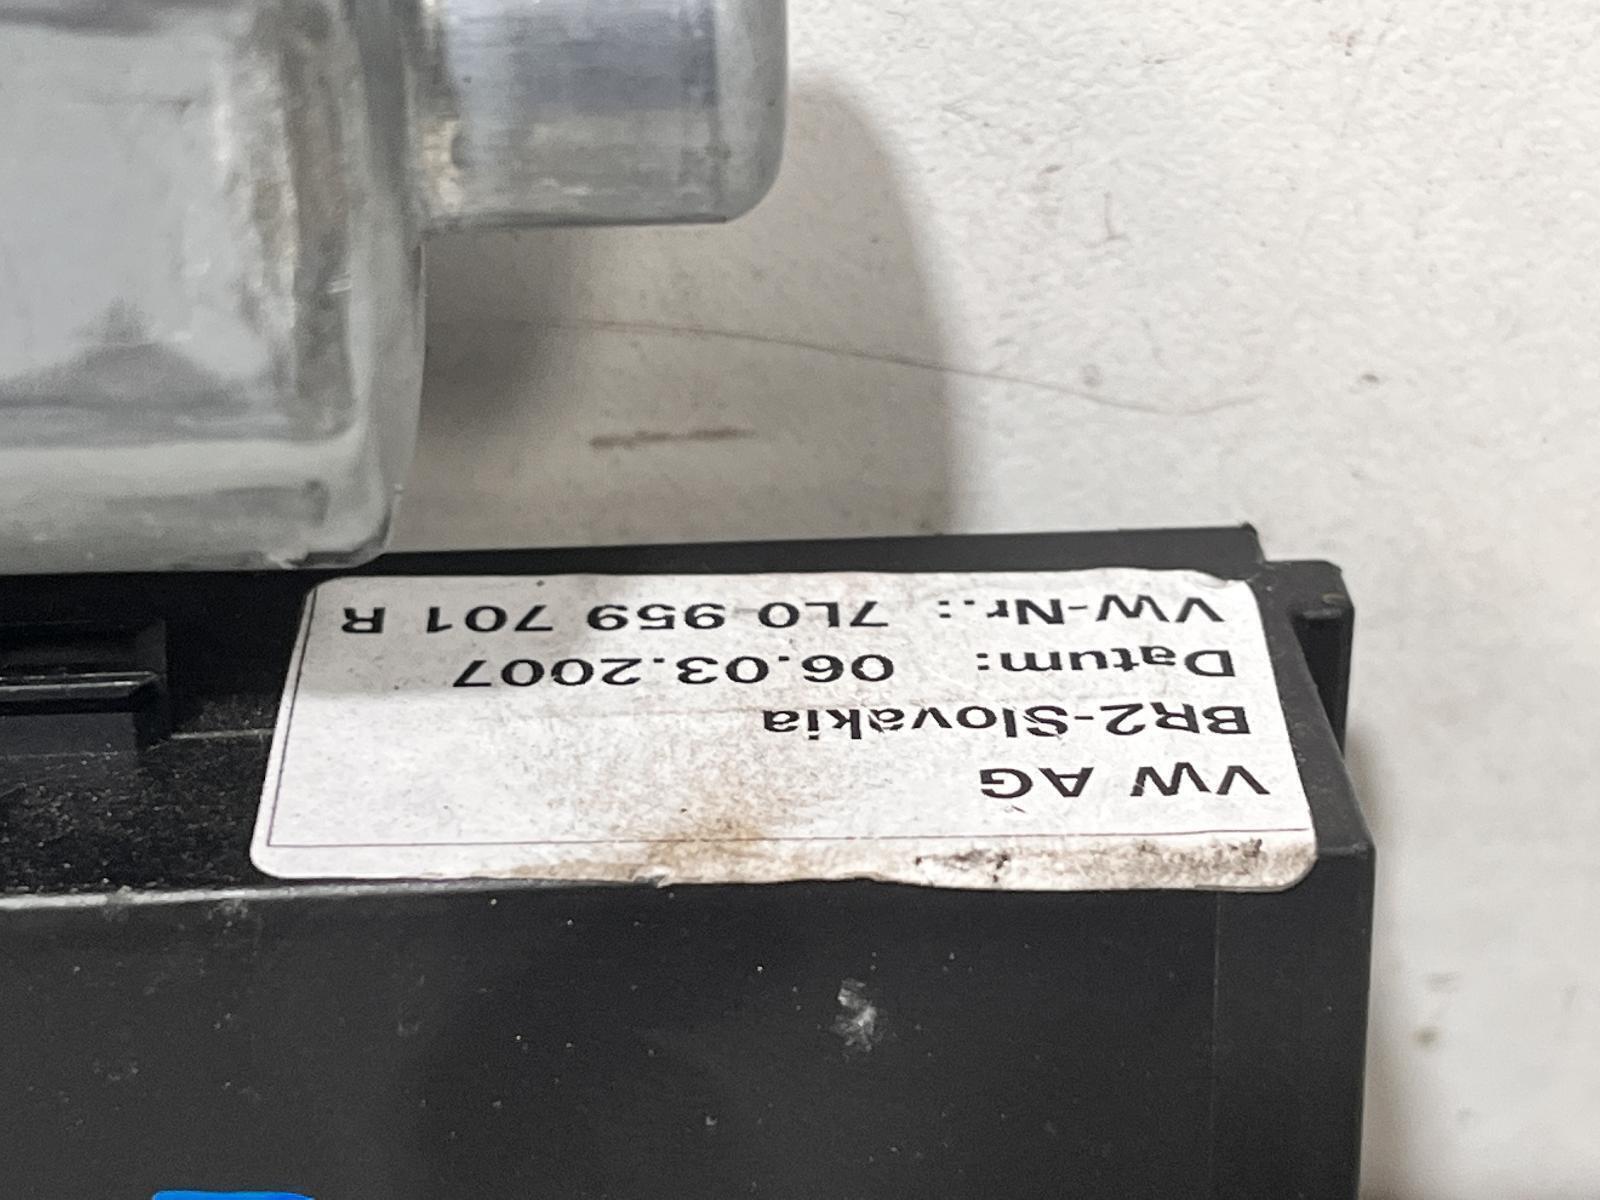 VW AG
BR2-Slovakia
Datum: 06.03.2007
VW-Nr.: 7L0 959 701 R